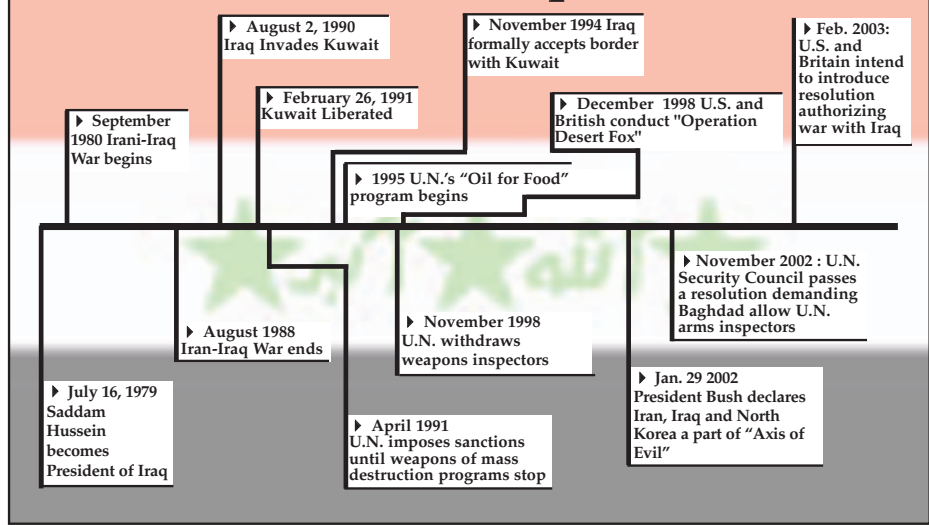 ▶ August 2, 1990
Iraq Invades Kuwait
▶ November 1994 Iraq
formally accepts border
with Kuwait
▶ Feb. 2003:
U.S. and
Britain intend
to introduce
resolution
authorizing
war with Iraq
▶ February 26, 1991
Kuwait Liberated
▶ December 1998 U.S. and
British conduct "Operation
Desert Fox"
▶ September
1980 Irani-Iraq
War begins
▶ 1995 U.N.'s “Oil for Food”
program begins
الله اكبر
▶ November 2002 : U.N.
Security Council passes
a resolution demanding
Baghdad allow U.N.
arms inspectors
▶ August 1988
Iran-Iraq War ends
▶ November 1998
U.N. withdraws
weapons inspectors
▶ July 16, 1979
Saddam
Hussein
becomes
President of Iraq
▶ April 1991
U.N. imposes sanctions
until weapons of mass
destruction programs stop
▶ Jan. 29 2002
President Bush declares
Iran, Iraq and North
Korea a part of “Axis of
Evil”